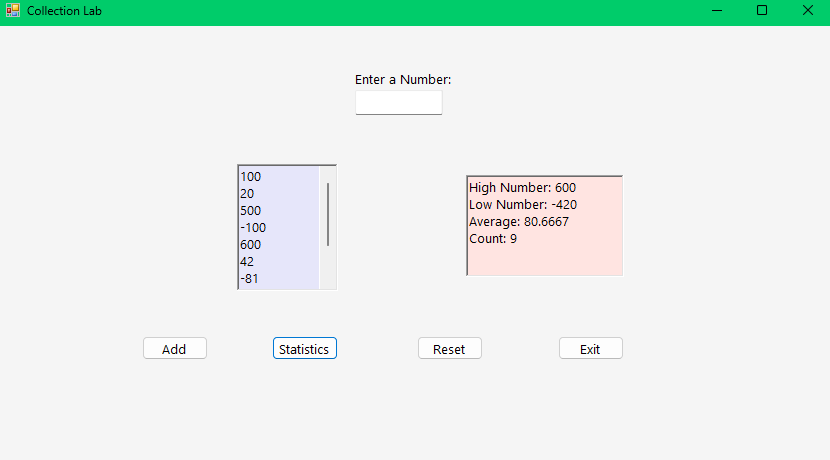 Collection Lab
Enter a Number:
100
20
500
-100
600
42
-81
High Number: 600
Low Number: -420
Average: 80.6667
Count: 9
Add
Statistics
Reset
Exit